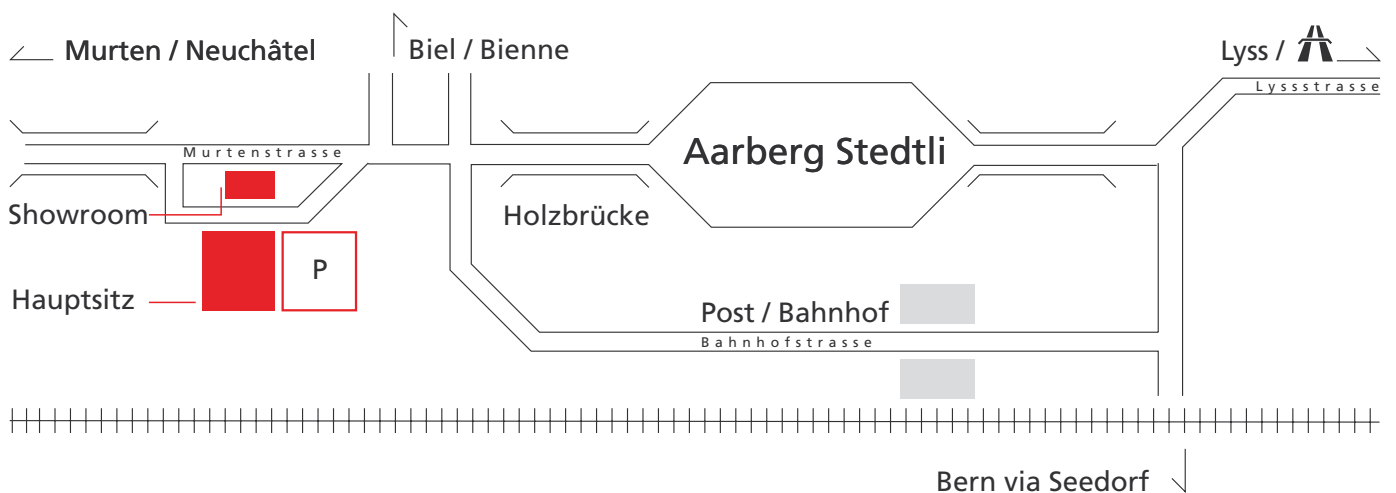 Murten / Neuchâtel
Biel / Bienne
Lyss /
Lyssstrasse
Murtenstrasse
Aarberg Stedtli
Showroom
Holzbrücke
P
Hauptsitz
Post / Bahnhof
Bahnhofstrasse
Bern via Seedorf